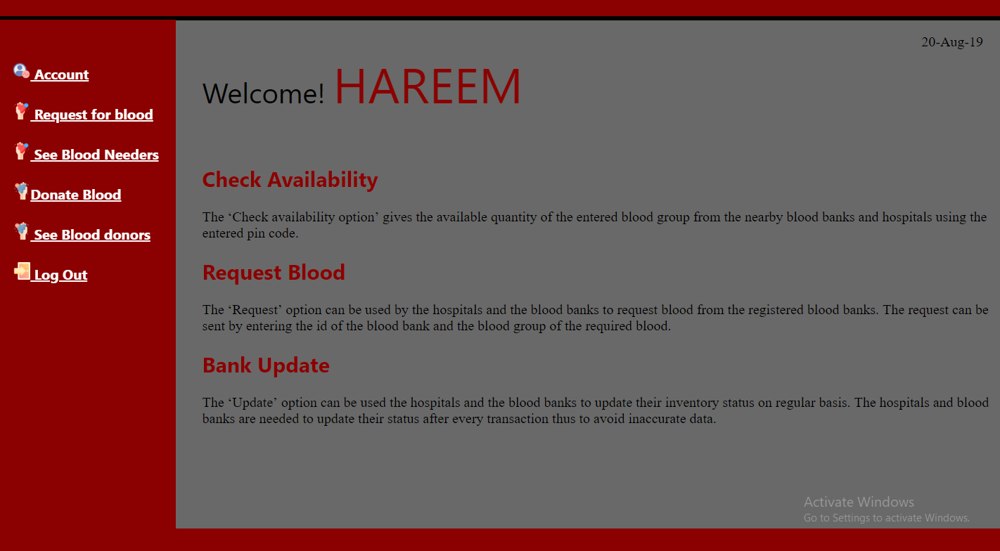 20-Aug-19
Account
Request for blood
See Blood Needers
Donate Blood
See Blood donors
Log Out
Welcome! HAREEM
Check Availability
The ‘Check availability option’ gives the available quantity of the entered blood group from the nearby blood banks and hospitals using the
entered pin code.
Request Blood
The ‘Request’ option can be used by the hospitals and the blood banks to request blood from the registered blood banks. The request can be
sent by entering the id of the blood bank and the blood group of the required blood.
Bank Update
The ‘Update’ option can be used the hospitals and the blood banks to update their inventory status on regular basis. The hospitals and blood
banks are needed to update their status after every transaction thus to avoid inaccurate data.
Activate Windows
Go to Settings to activate Windows.